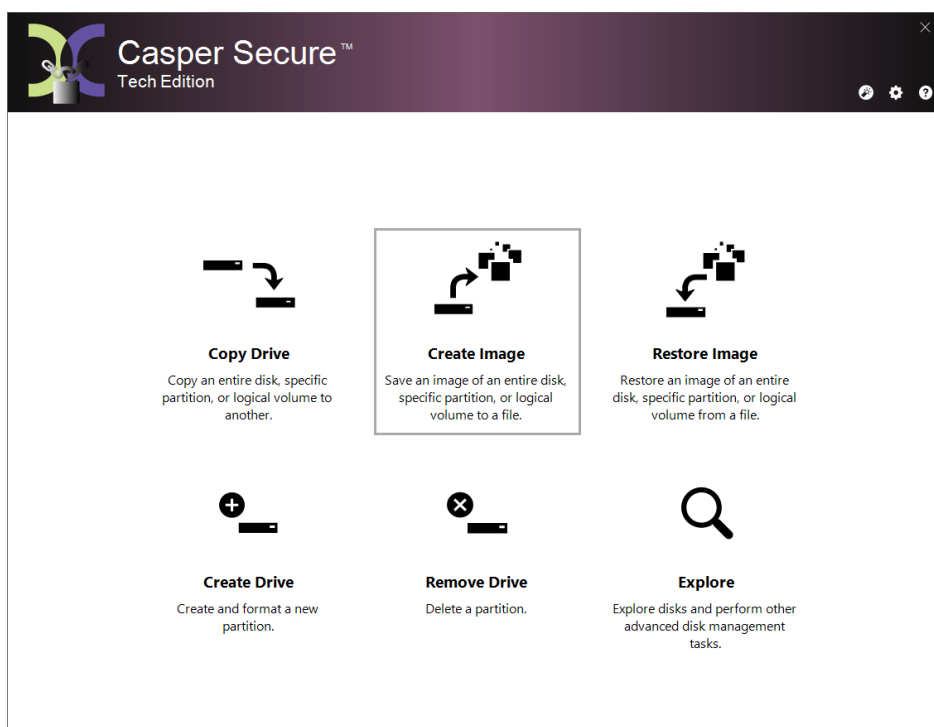 Casper Secure™
Tech Edition
Copy Drive
Copy an entire disk, specific
partition, or logical volume to
another.
Create Image
Save an image of an entire disk,
specific partition, or logical
volume to a file.
Restore Image
Restore an image of an entire
disk, specific partition, or logical
volume from a file.
Create Drive
Create and format a new
partition.
Remove Drive
Delete a partition.
Explore
Explore disks and perform other
advanced disk management
tasks.